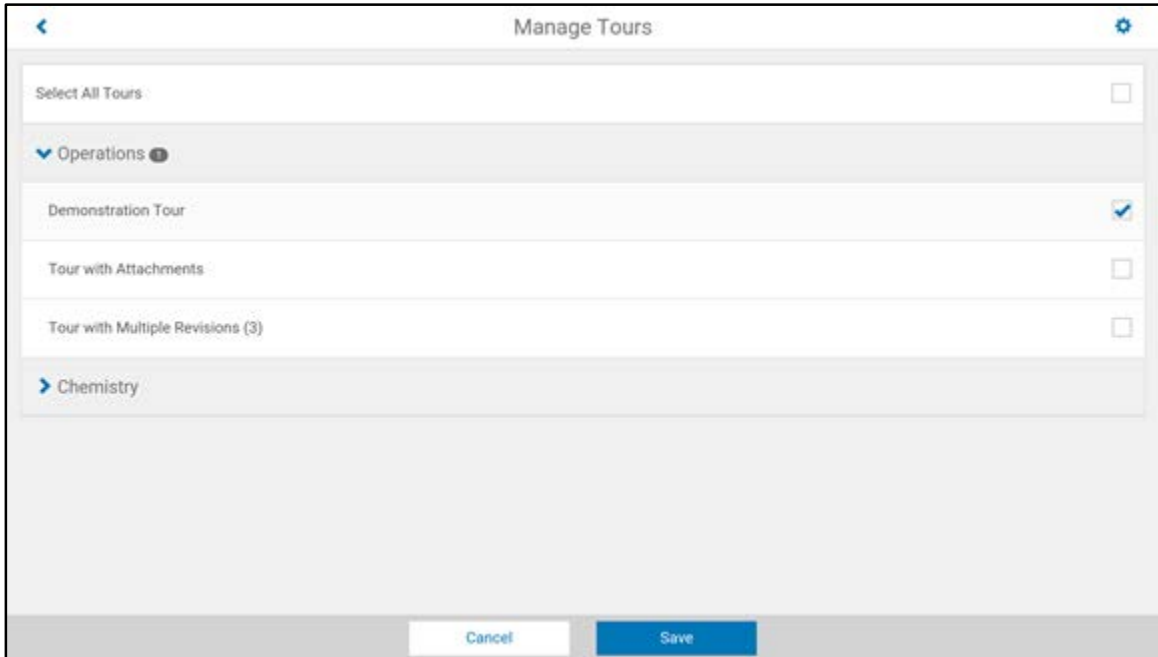 Manage Tours
Select All Tours
Operations 1
Demonstration Tour
Tour with Attachments
Tour with Multiple Revisions (3)
Chemistry
Cancel Save